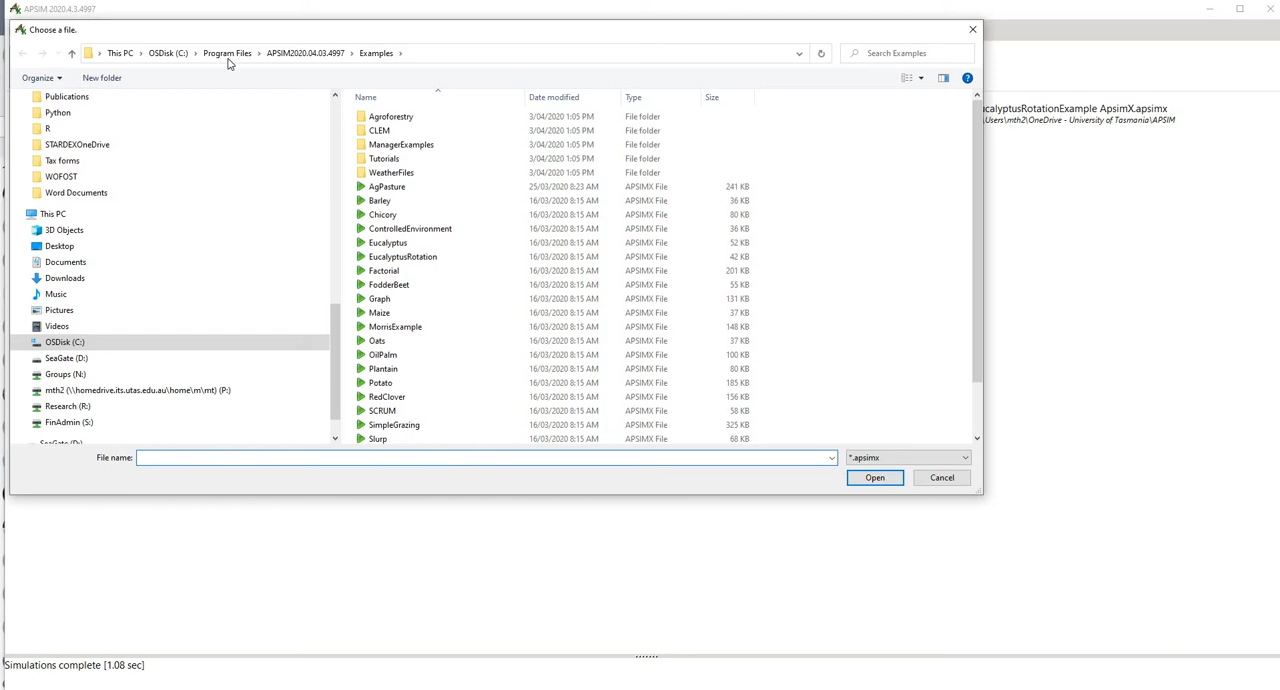 APSIM 2020.4.3.4997
Choose a file.
This PC > OSDisk (C:) > Program Files > APSIM2020.04.03.4997 > Examples >
Search Examples
Organize New folder
Name Date modified Type Size
Publications
Python
R
STARDEXOneDrive
Tax forms
WOFOST
Word Documents
This PC
3D Objects
Desktop
Documents
Downloads
Music
Pictures
Videos
OSDisk (C:)
SeaGate (D:)
Groups (N:)
mth2 (\\homedrive.its.utas.edu.au\home\m\mt) (P:)
Research (R:)
FinAdmin (S:)
SeaGate (D:)
Agroforestry 3/04/2020 1:05 PM File folder
CLEM 3/04/2020 1:05 PM File folder
ManagerExamples 3/04/2020 1:05 PM File folder
Tutorials 3/04/2020 1:05 PM File folder
WeatherFiles 3/04/2020 1:05 PM File folder
AgPasture 25/03/2020 8:23 AM APSIMX File 241 KB
Barley 16/03/2020 8:15 AM APSIMX File 36 KB
Chicory 16/03/2020 8:15 AM APSIMX File 80 KB
ControlledEnvironment 16/03/2020 8:15 AM APSIMX File 36 KB
Eucalyptus 16/03/2020 8:15 AM APSIMX File 52 KB
EucalyptusRotation 16/03/2020 8:15 AM APSIMX File 42 KB
Factorial 16/03/2020 8:15 AM APSIMX File 201 KB
FodderBeet 16/03/2020 8:15 AM APSIMX File 55 KB
Graph 16/03/2020 8:15 AM APSIMX File 131 KB
Maize 16/03/2020 8:15 AM APSIMX File 37 KB
MorrisExample 16/03/2020 8:15 AM APSIMX File 148 KB
Oats 16/03/2020 8:15 AM APSIMX File 37 KB
OilPalm 16/03/2020 8:15 AM APSIMX File 100 KB
Plantain 16/03/2020 8:15 AM APSIMX File 80 KB
Potato 16/03/2020 8:15 AM APSIMX File 185 KB
RedClover 16/03/2020 8:15 AM APSIMX File 156 KB
SCRUM 16/03/2020 8:15 AM APSIMX File 58 KB
SimpleGrazing 16/03/2020 8:15 AM APSIMX File 325 KB
Slurp 16/03/2020 8:15 AM APSIMX File 68 KB
calyptusRotationExample ApsimX.apsimx
\Users\mth2\OneDrive - University of Tasmania\APSIM
File name: *.apsimx
Open Cancel
Simulations complete [1.08 sec]